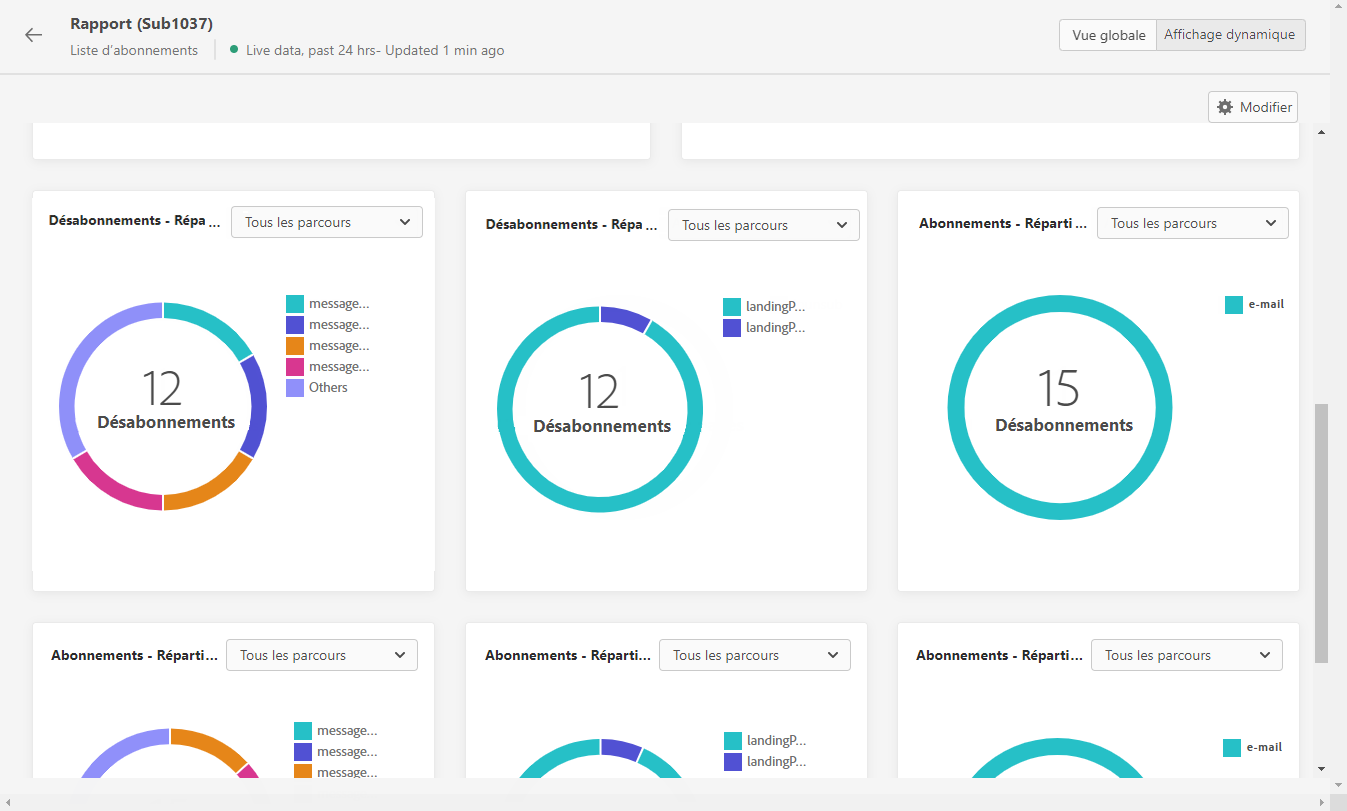 Rapport (Sub1037)
Liste d'abonnements
Live data, past 24 hrs- Updated 1 min ago
Vue globale
Affichage dynamique
Modifier
Désabonnements - Répa ...
Tous les parcours
message...
message...
message...
message...
Others
12
Désabonnements
Désabonnements - Répa ...
Tous les parcours
landingP...
landingP...
12
Désabonnements
Abonnements - Réparti ...
Tous les parcours
e-mail
15
Désabonnements
Abonnements - Réparti...
Tous les parcours
message...
message...
message...
Abonnements - Réparti...
Tous les parcours
landingP...
landingP...
Abonnements - Réparti...
Tous les parcours
e-mail